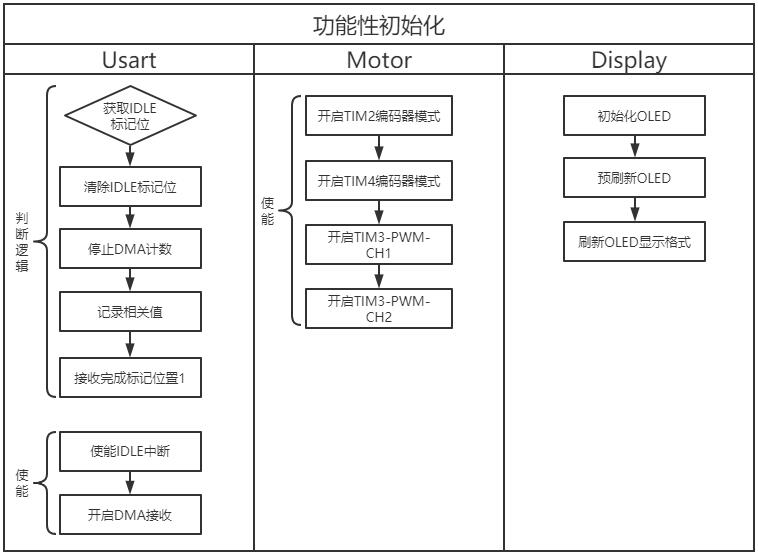 功能性初始化
Usart
Motor
Display
判断逻辑
获取IDLE
标记位
清除IDLE标记位
停止DMA计数
记录相关值
接收完成标记位置1
使能
使能IDLE中断
开启DMA接收
使能
开启TIM2编码器模式
开启TIM4编码器模式
开启TIM3-PWM-
CH1
开启TIM3-PWM-
CH2
初始化OLED
预刷新OLED
刷新OLED显示格式